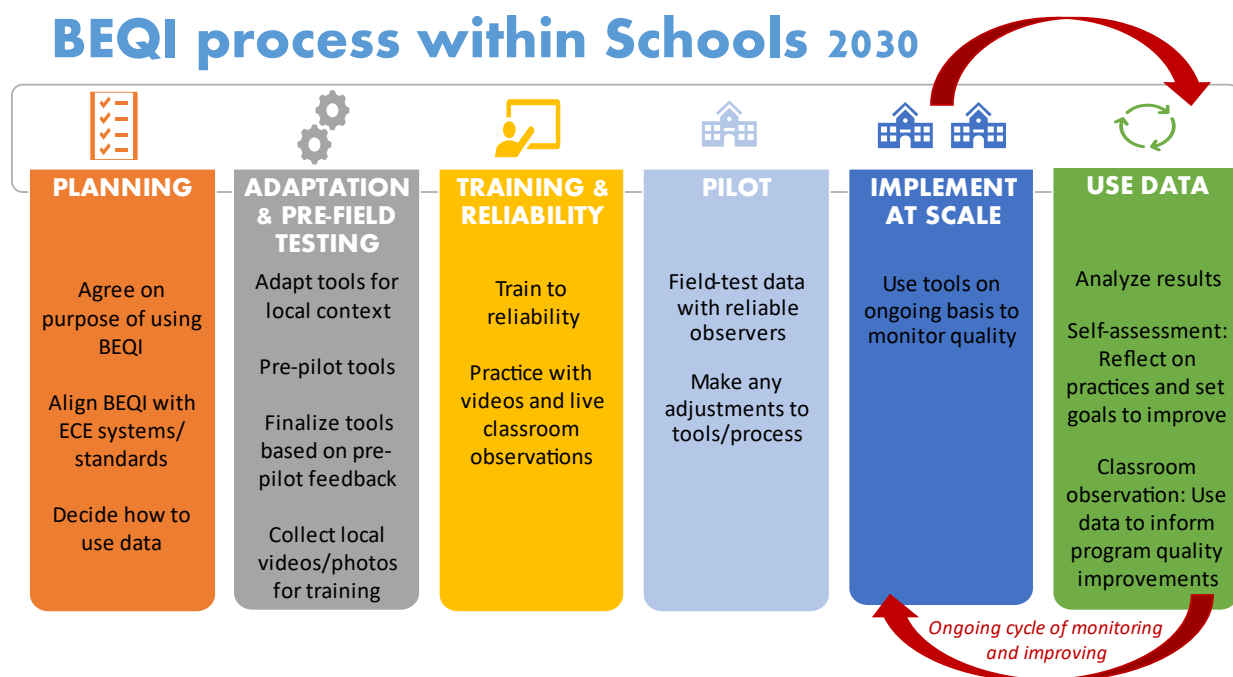 BEQI process within Schools 2030
PLANNING
Agree on
purpose of using
BEQI
Align BEQI with
ECE systems/
standards
Decide how to
use data
ADAPTATION
& PRE-FIELD
TESTING
Adapt tools for
local context
Pre-pilot tools
Finalize tools
based on pre-
pilot feedback
Collect local
videos/photos
for training
TRAINING &
RELIABILITY
Train to
reliability
Practice with
videos and live
classroom
observations
PILOT
Field-test data
with reliable
observers
Make any
adjustments to
tools/process
IMPLEMENT
AT SCALE
Use tools on
ongoing basis to
monitor quality
USE DATA
Analyze results
Self-assessment:
Reflect on
practices and set
goals to improve
Classroom
observation: Use
data to inform
program quality
improvements
Ongoing cycle of monitoring
and improving